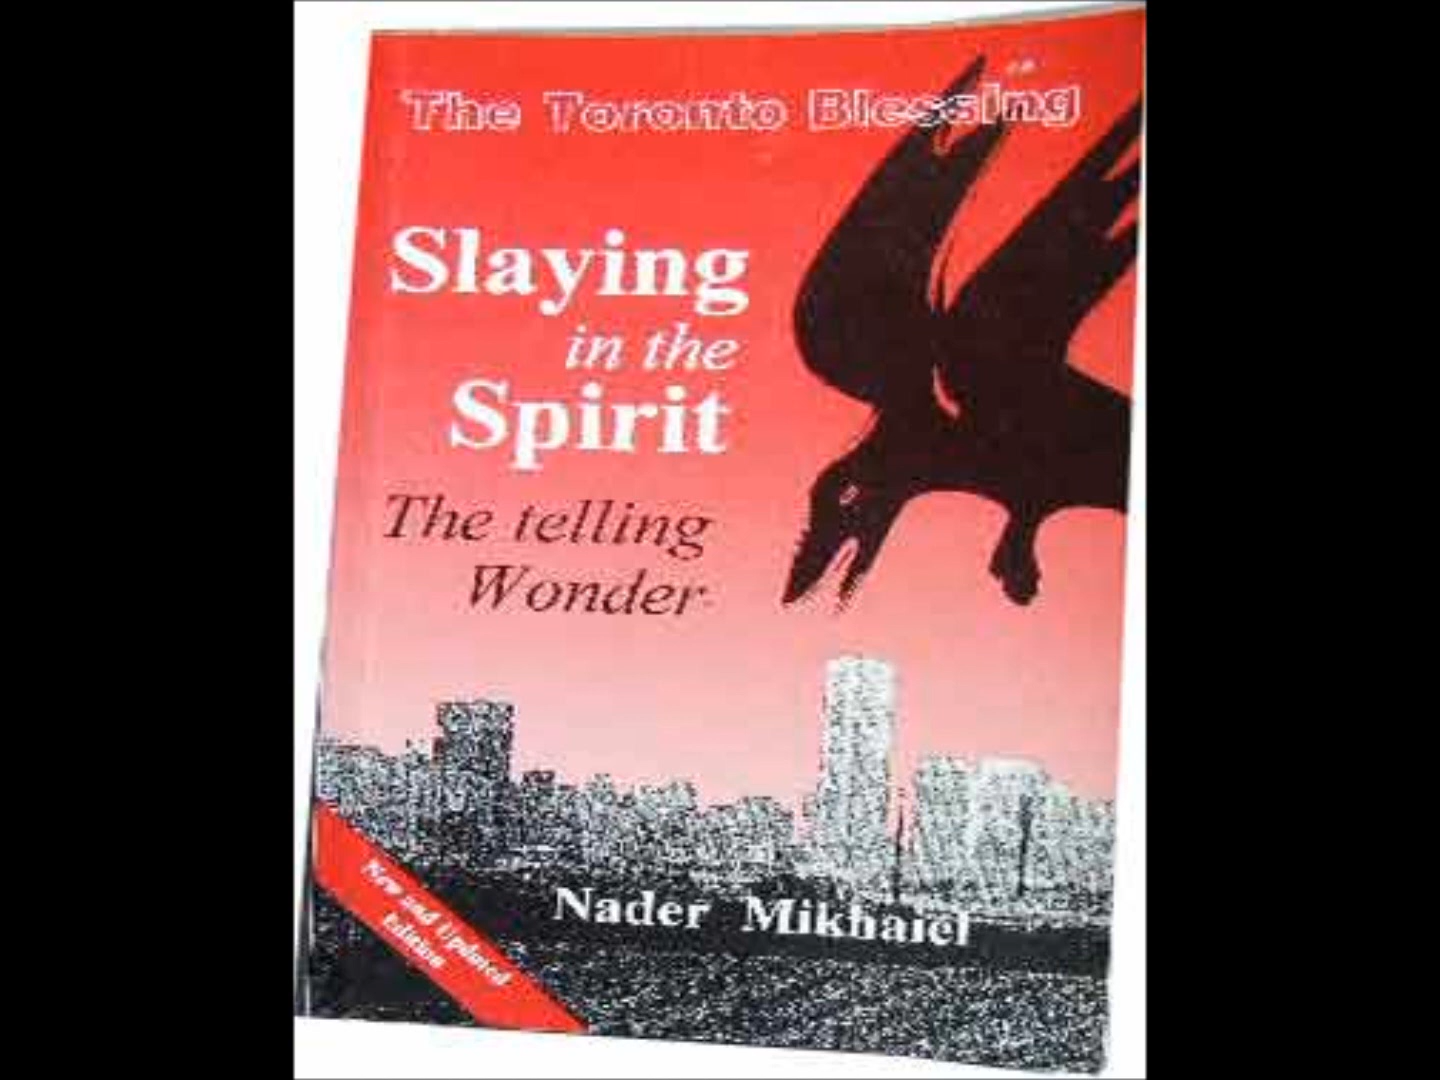 The Toronto Blessing
Slaying
in the
Spirit
The telling
Wonder
Nader Mikhaiel
New and Updated
Edition